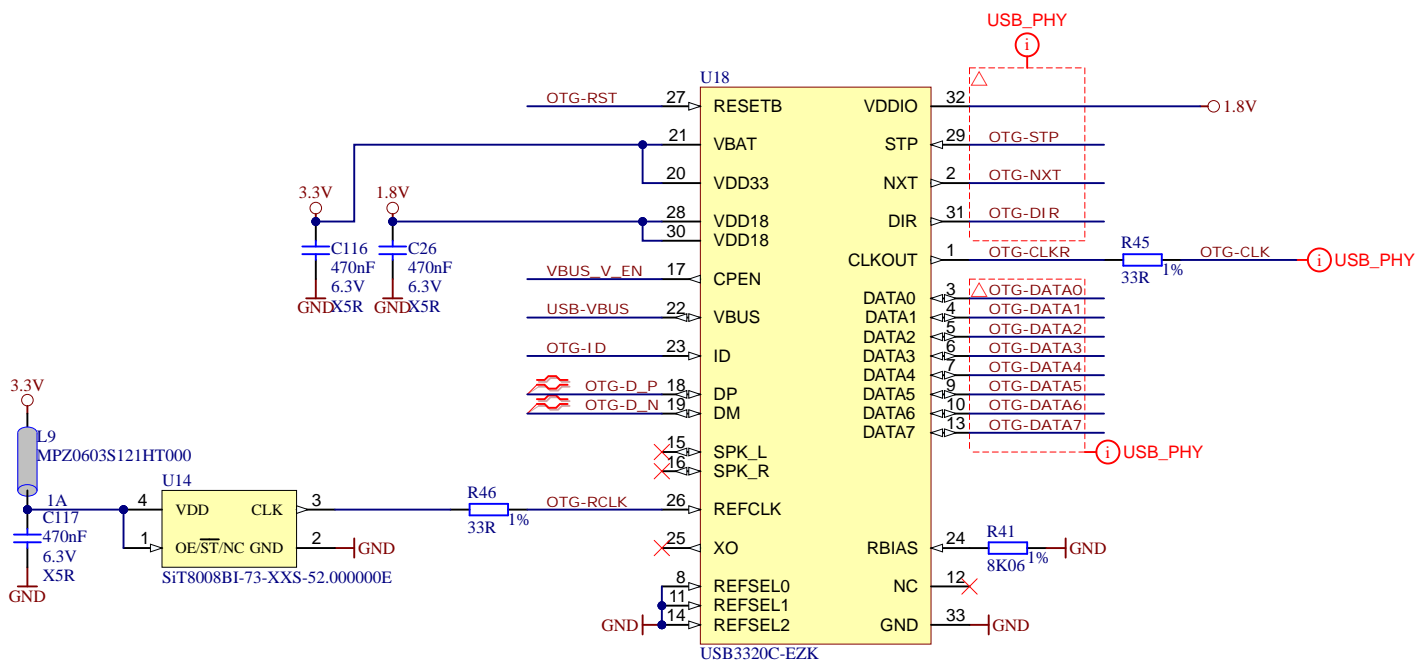 USB_PHY
i
U18
OTG-RST 27 RESETB VDDIO 32 1.8V
21 VBAT STP 29 OTG-STP
20 VDD33 NXT 2 OTG-NXT
3.3V 1.8V
28 VDD18 DIR 31 OTG-DIR
30 VDD18
C116 C26
470nF 470nF
6.3V 6.3V
X5R X5R
GND GND
CLKOUT 1 OTG-CLKR R45 OTG-CLK i USB_PHY
33R 1%
VBUS_V_EN 17 CPEN
DATA0 3 OTG-DATA0
USB-VBUS 22 VBUS DATA1 4 OTG-DATA1
DATA2 5 OTG-DATA2
OTG-ID 23 ID DATA3 6 OTG-DATA3
DATA4 7 OTG-DATA4
OTG-D_P 18 DP DATA5 9 OTG-DATA5
OTG-D_N 19 DM DATA6 10 OTG-DATA6
DATA7 13 OTG-DATA7
i USB_PHY
15 SPK_L
16 SPK_R
3.3V
L9
MPZ0603S121HT000
U14
1A 4 VDD CLK 3 R46 OTG-RCLK 26 REFCLK
33R 1%
C117
470nF
6.3V
X5R
GND
1 OE/ST/NC GND 2 GND
SiT8008BI-73-XXS-52.000000E
25 XO RBIAS 24 R41 GND
8K06 1%
8 REFSEL0 NC 12
11 REFSEL1
GND 14 REFSEL2 GND 33 GND
USB3320C-EZK